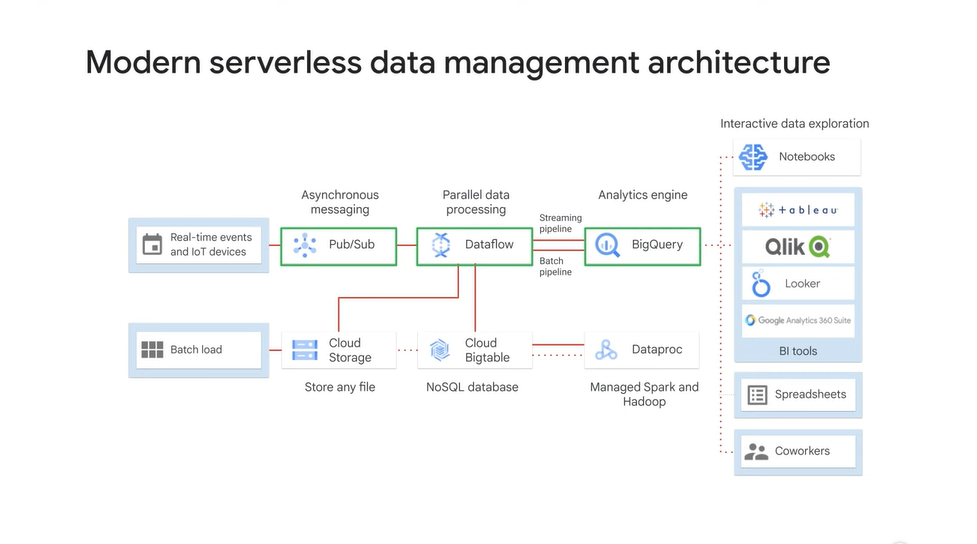 Modern serverless data management architecture
Interactive data exploration
Notebooks
Asynchronous
messaging
Parallel data
processing
Analytics engine
Real-time events
and IoT devices
Pub/Sub
Dataflow
Streaming
pipeline
Batch
pipeline
BigQuery
+ableau
Qlik
Looker
Google Analytics 360 Suite
BI tools
Batch load
Cloud
Storage
Cloud
Bigtable
Dataproc
Store any file
NoSQL database
Managed Spark and
Hadoop
Spreadsheets
Coworkers